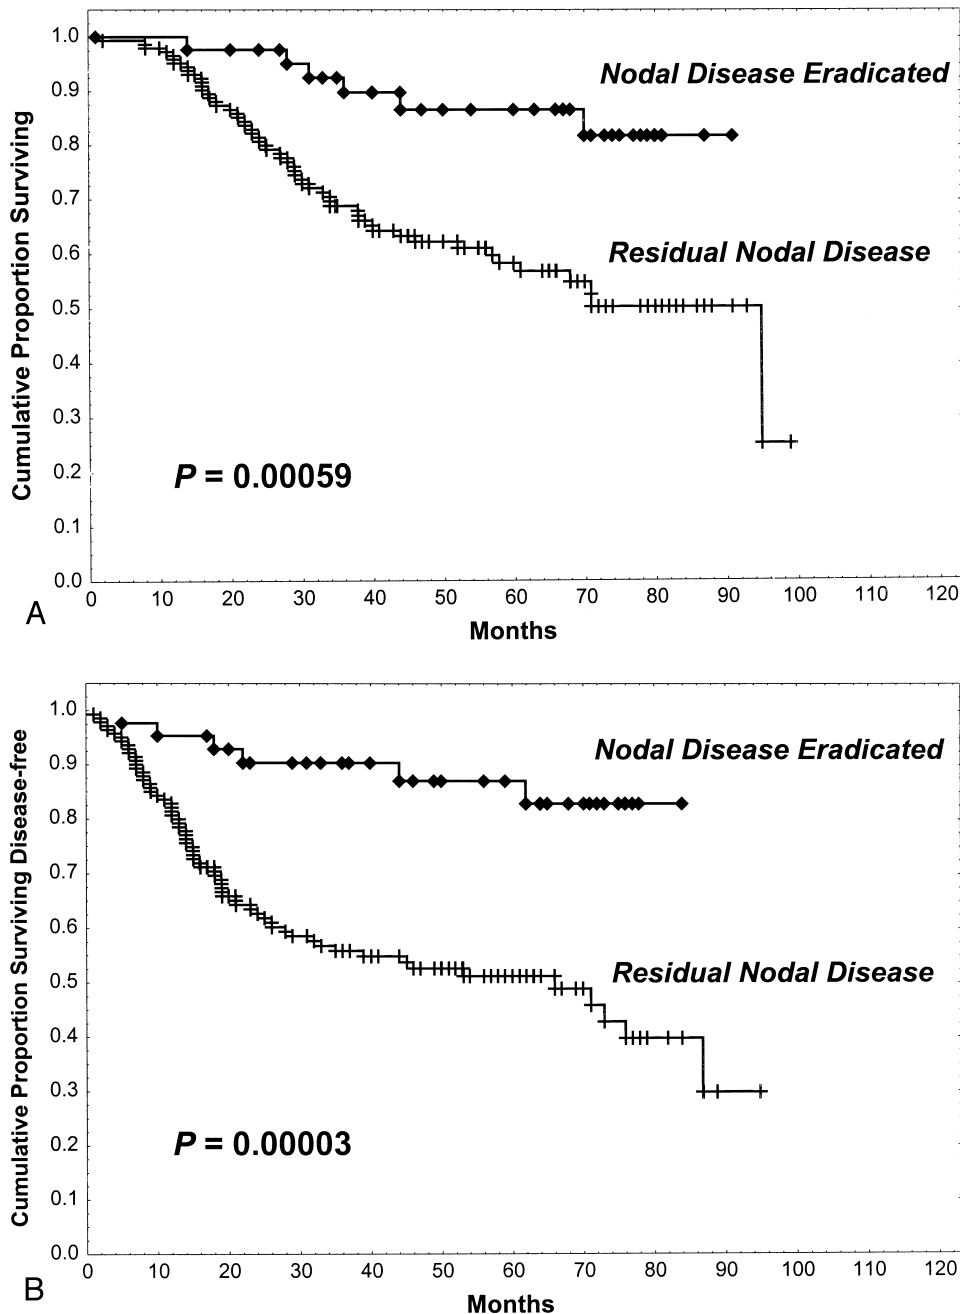 1.0
0.9
0.8
0.7
0.6
0.5
0.4
0.3
0.2
0.1
0.0
Cumulative Proportion Surviving
Nodal Disease Eradicated
Residual Nodal Disease
P = 0.00059
0 10 20 30 40 50 60 70 80 90 100 110 120
A
Months
1.0
0.9
0.8
0.7
0.6
0.5
0.4
0.3
0.2
0.1
0.0
Cumulative Proportion Surviving Disease-free
Nodal Disease Eradicated
Residual Nodal Disease
P = 0.00003
0 10 20 30 40 50 60 70 80 90 100 110 120
B
Months